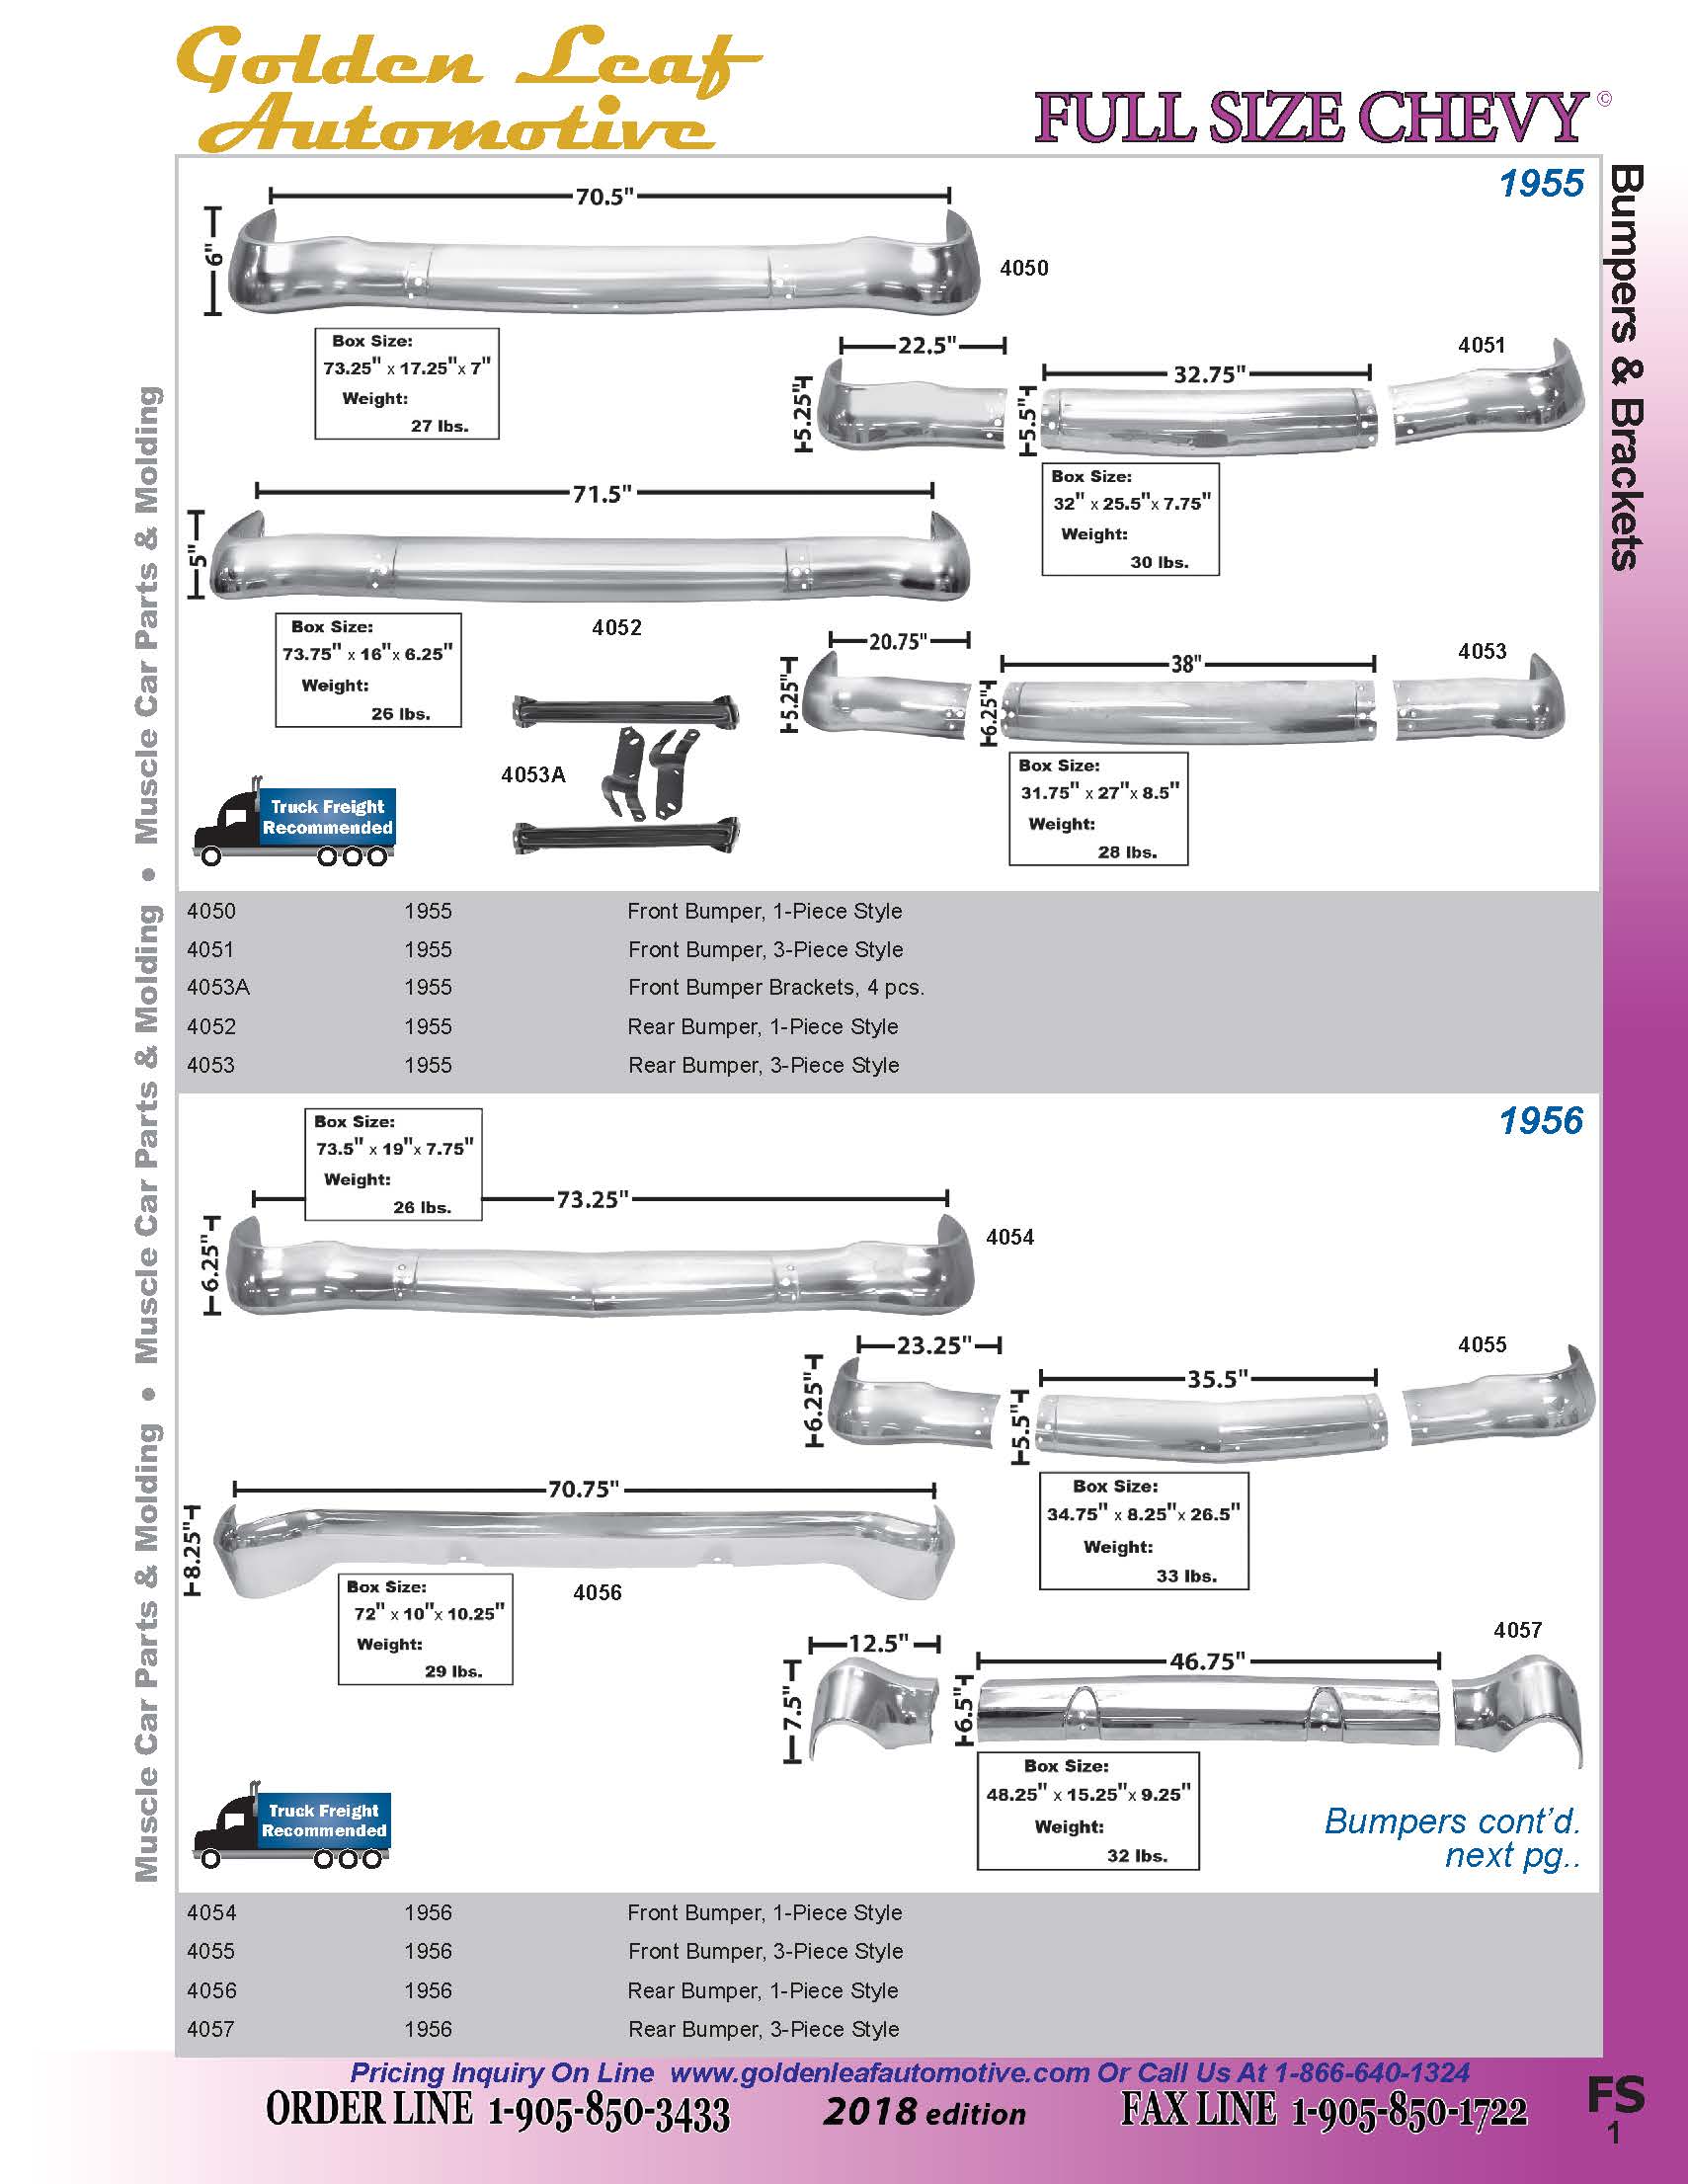 Golden Leaf
Automotive
FULL SIZE CHEVY ©
Bumpers & Brackets
Muscle Car Parts & Molding • Muscle Car Parts & Molding • Muscle Car Parts & Molding
1955
70.5"
6"
4050
Box Size:
73.25" x 17.25"x 7"
Weight:
27 lbs.
22.5"
4051
32.75"
5.25"
5.5"
Box Size:
32" x 25.5"x 7.75"
Weight:
30 lbs.
71.5"
5"
4052
Box Size:
73.75" x 16"x 6.25"
Weight:
26 lbs.
20.75"
4053
38"
5.25"
6.25"
Box Size:
31.75" x 27"x 8.5"
Weight:
28 lbs.
4053A
Truck Freight
Recommended
4050 1955 Front Bumper, 1-Piece Style
4051 1955 Front Bumper, 3-Piece Style
4053A 1955 Front Bumper Brackets, 4 pcs.
4052 1955 Rear Bumper, 1-Piece Style
4053 1955 Rear Bumper, 3-Piece Style
1956
Box Size:
73.5" x 19"x 7.75"
Weight:
26 lbs.
73.25"
6.25"
4054
23.25"
4055
35.5"
6.25"
5.5"
Box Size:
34.75" x 8.25"x 26.5"
Weight:
33 lbs.
70.75"
8.25"
4056
Box Size:
72" x 10"x 10.25"
Weight:
29 lbs.
4057
12.5"
46.75"
7.5"
6.5"
Box Size:
48.25" x 15.25"x 9.25"
Weight:
32 lbs.
Truck Freight
Recommended
Bumpers cont'd.
next pg..
4054 1956 Front Bumper, 1-Piece Style
4055 1956 Front Bumper, 3-Piece Style
4056 1956 Rear Bumper, 1-Piece Style
4057 1956 Rear Bumper, 3-Piece Style
Pricing Inquiry On Line www.goldenleafautomotive.com Or Call Us At 1-866-640-1324
ORDER LINE 1-905-850-3433 2018 edition FAX LINE 1-905-850-1722
FS
1